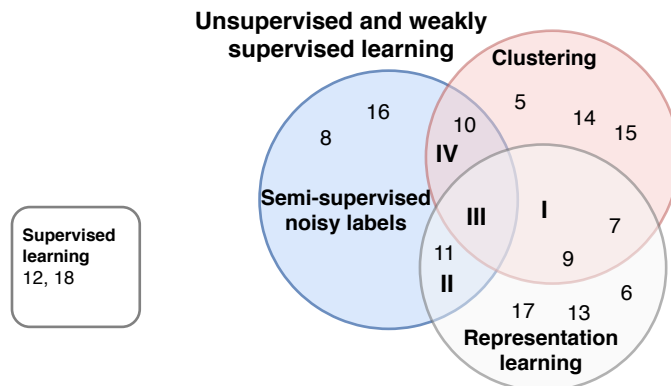 Unsupervised and weakly
supervised learning
Clustering
5
14
15
16
10
8
IV
Semi-supervised
noisy labels
III
I
7
11
9
II
6
17
13
Representation
learning
Supervised
learning
12, 18